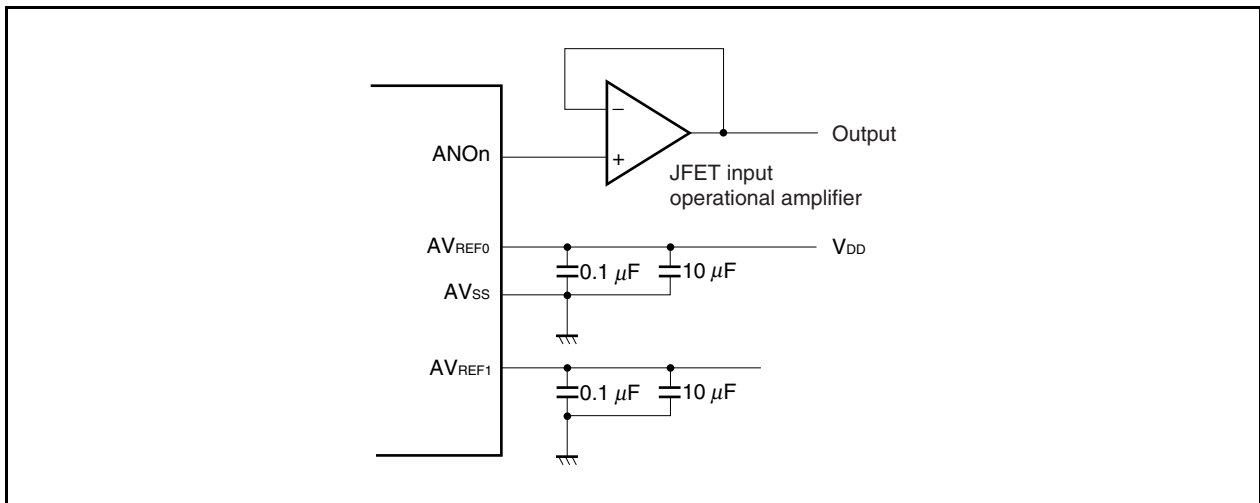 Output
−
+
ANOn
JFET input
operational amplifier
AVREF0
VDD
0.1 μF
10 μF
AVSS
AVREF1
0.1 μF
10 μF